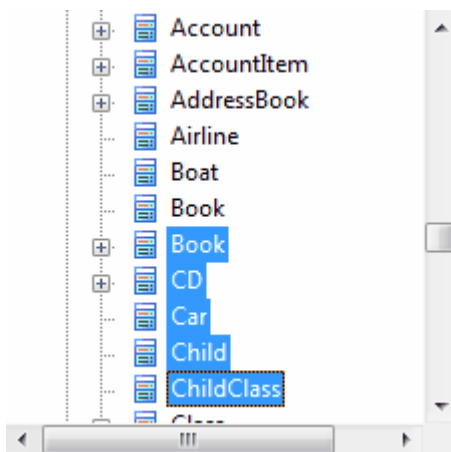 Account
AccountItem
AddressBook
Airline
Boat
Book
Book
CD
Car
Child
ChildClass